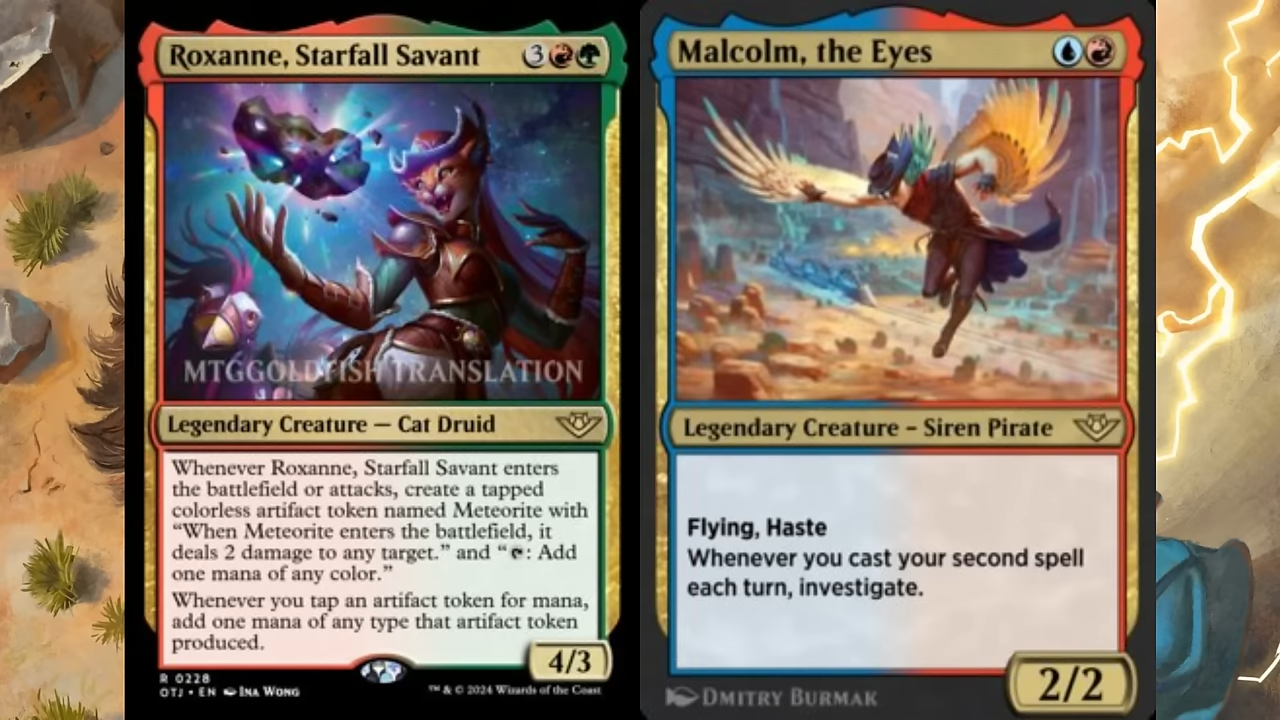 Roxanne, Starfall Savant 3
MTGGOLDFISH TRANSLATION
Legendary Creature — Cat Druid
Whenever Roxanne, Starfall Savant enters
the battlefield or attacks, create a tapped
colorless artifact token named Meteorite with
“When Meteorite enters the battlefield, it
deals 2 damage to any target.” and “: Add
one mana of any color.”
Whenever you tap an artifact token for mana,
add one mana of any type that artifact token
produced.
4/3
R 0228
OTJ • EN INA WONG
™ & © 2024 Wizards of the Coast
Malcolm, the Eyes
Legendary Creature – Siren Pirate
Flying, Haste
Whenever you cast your second spell
each turn, investigate.
2/2
DMITRY BURMAK